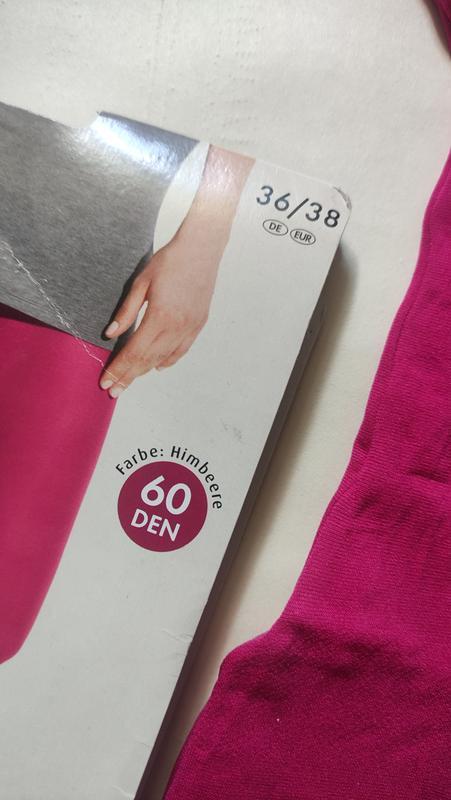 36/38
DE EUR
Farbe: Himbeere
60
DEN